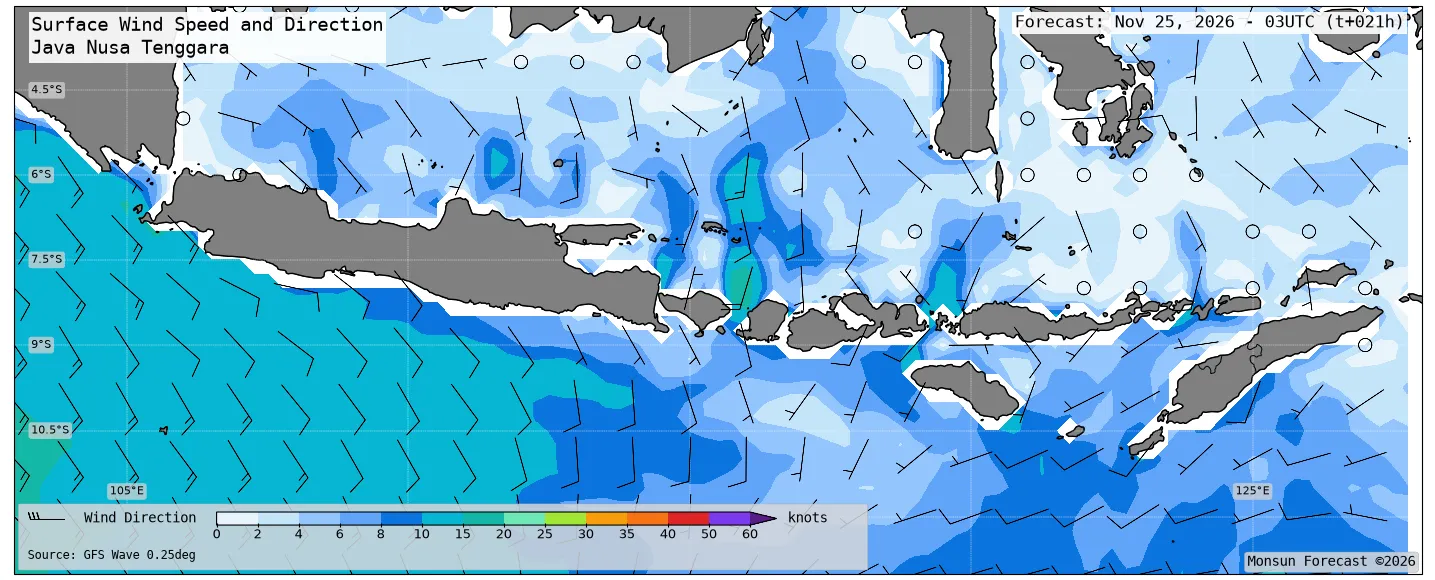 Surface Wind Speed and Direction
Java Nusa Tenggara
Forecast: Nov 25, 2026 - 03UTC (t+021h)
4.5°S
6°S
7.5°S
9°S
10.5°S
105°E
125°E
Wind Direction
0 2 4 6 8 10 15 20 25 30 35 40 50 60
knots
Source: GFS Wave 0.25deg
Monsun Forecast ©2026